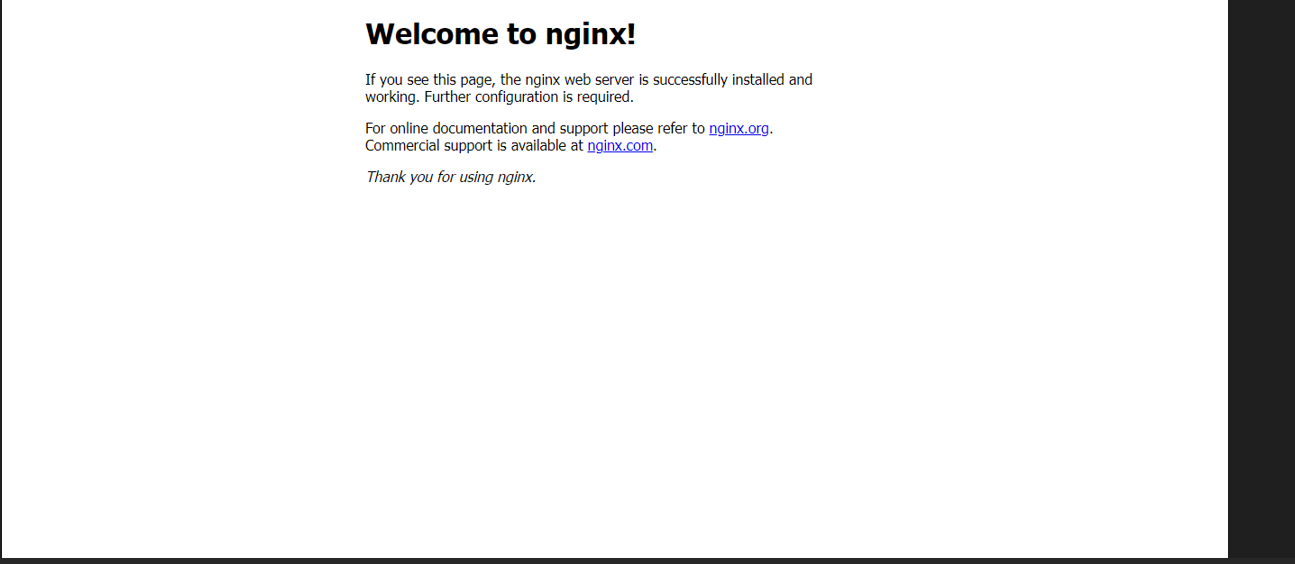 Welcome to nginx!
If you see this page, the nginx web server is successfully installed and
working. Further configuration is required.
For online documentation and support please refer to nginx.org.
Commercial support is available at nginx.com.
Thank you for using nginx.